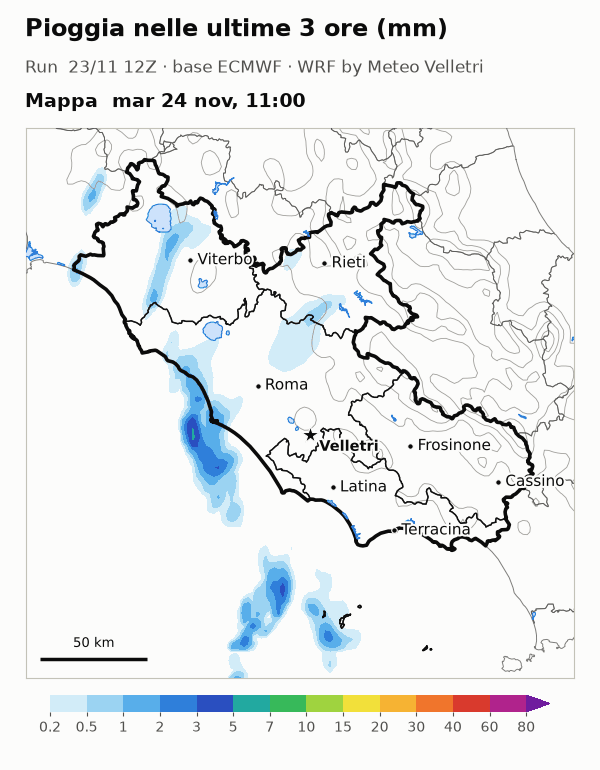 Pioggia nelle ultime 3 ore (mm)
Run  23/11 12Z · base ECMWF · WRF by Meteo Velletri
Mappa  mar 24 nov, 11:00
Viterbo
Rieti
Roma
Velletri
Frosinone
Cassino
Latina
Terracina
50 km
0.2 0.5 1 2 3 5 7 10 15 20 30 40 60 80